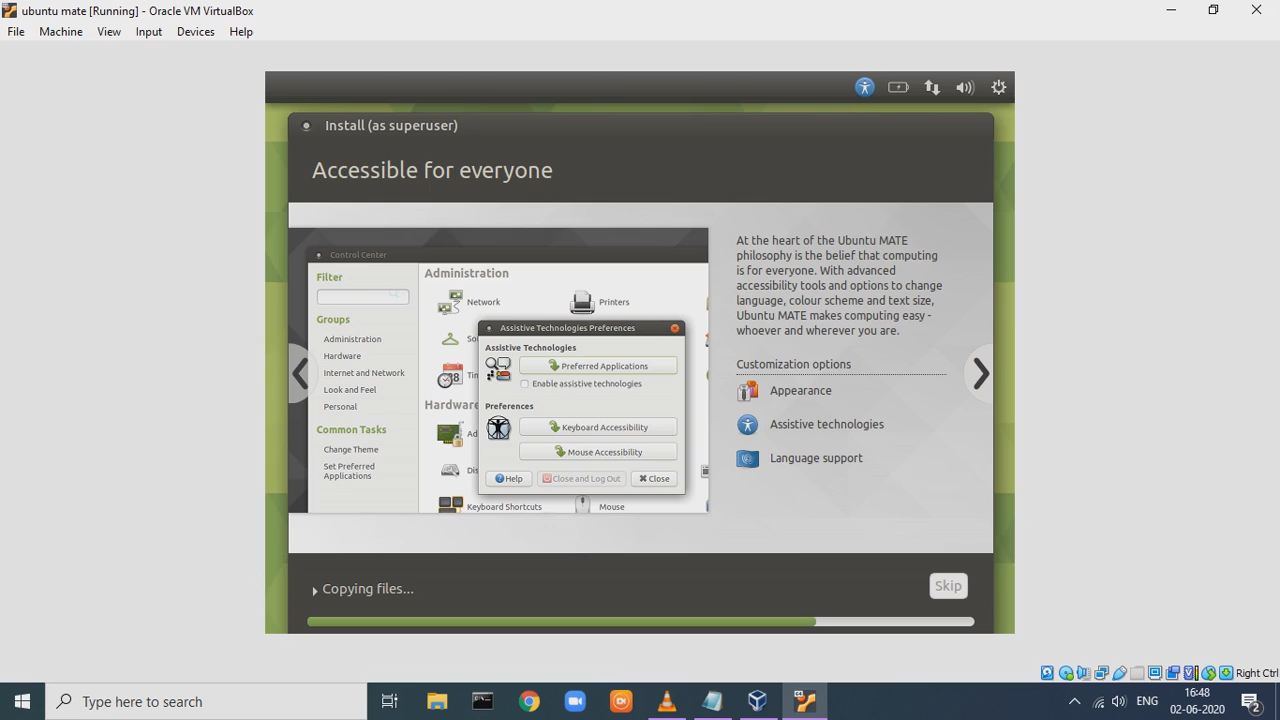 ubuntu mate [Running] - Oracle VM VirtualBox
File Machine View Input Devices Help
Install (as superuser)
Accessible for everyone
Control Center
Filter
Groups
Administration
Hardware
Internet and Network
Look and Feel
Personal
Common Tasks
Change Theme
Set Preferred
Applications
Administration
Network
Printers
Hardware
Keyboard Shortcuts
Mouse
Assistive Technologies Preferences
Assistive Technologies
Preferred Applications
Enable assistive technologies
Preferences
Keyboard Accessibility
Mouse Accessibility
Help
Close and Log Out
Close
At the heart of the Ubuntu MATE
philosophy is the belief that computing
is for everyone. With advanced
accessibility tools and options to change
language, colour scheme and text size,
Ubuntu MATE makes computing easy -
whoever and wherever you are.
Customization options
Appearance
Assistive technologies
Language support
Copying files...
Skip
Right Ctrl
Type here to search
ENG
16:48
02-06-2020
2